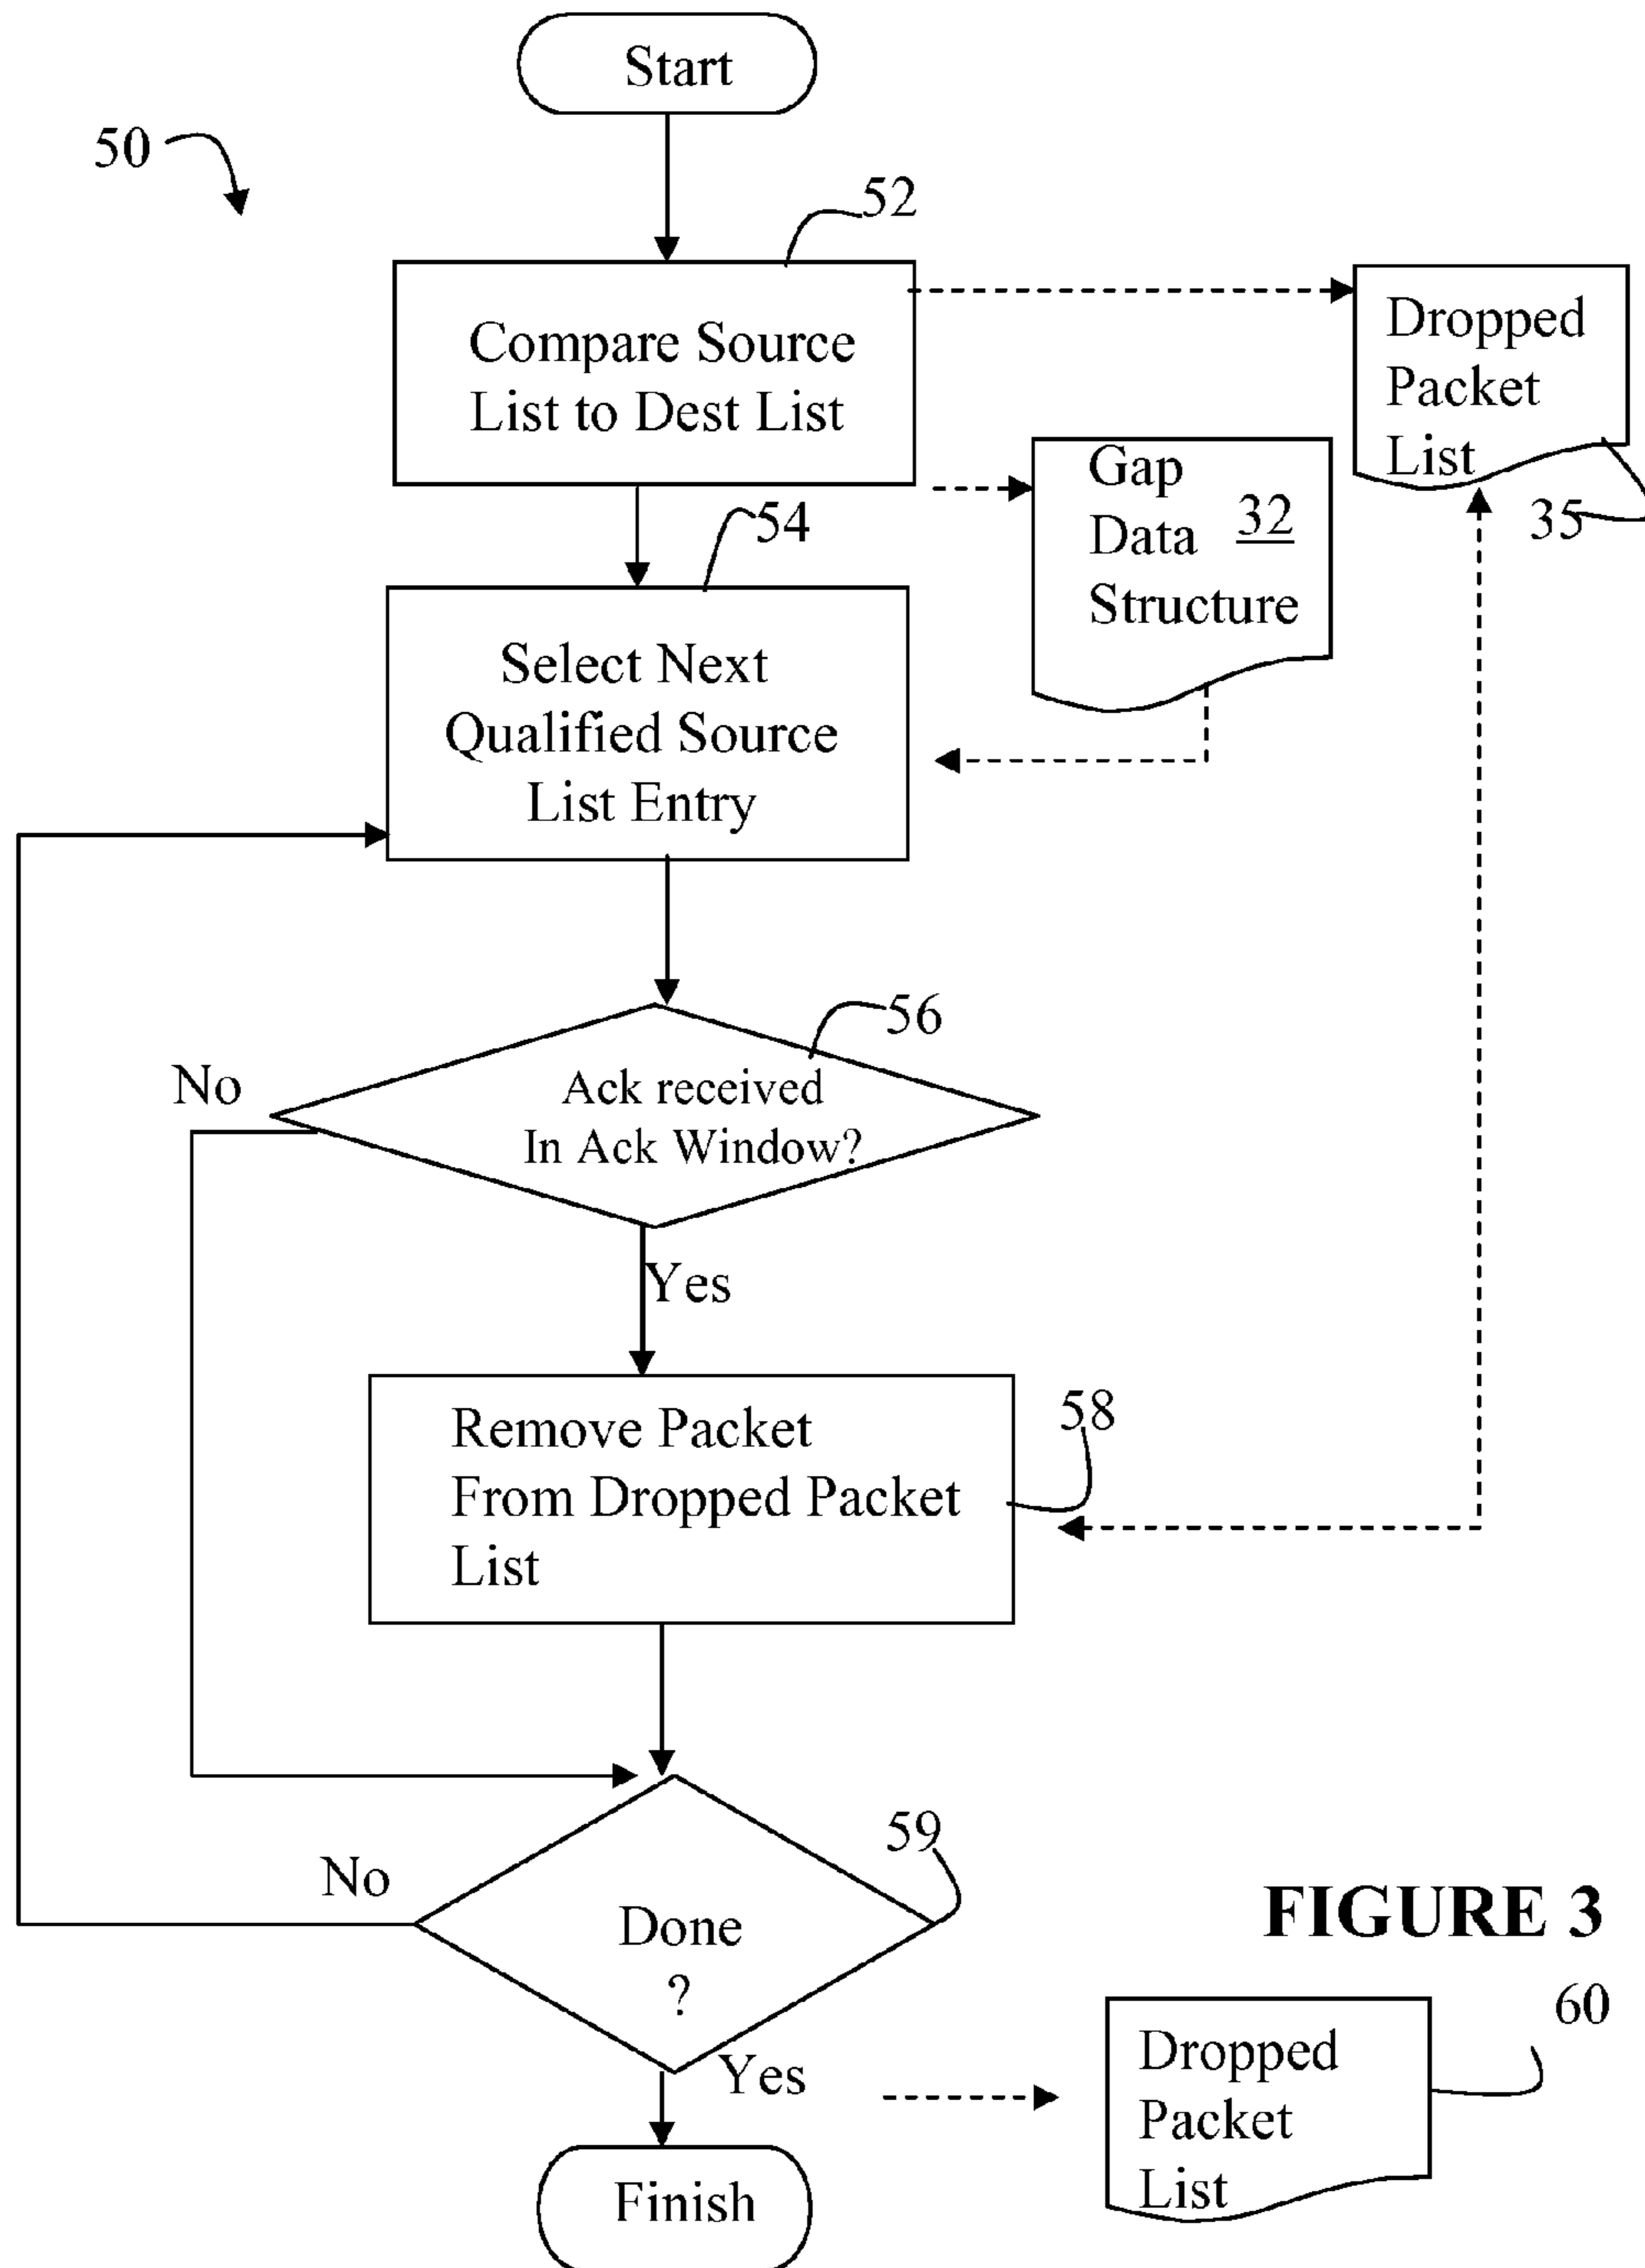 Start
50
52
Compare Source
List to Dest List
Dropped
Packet
List
35
Gap
Data 32
Structure
54
Select Next
Qualified Source
List Entry
56
No
Ack received
In Ack Window?
Yes
58
Remove Packet
From Dropped Packet
List
59
No
Done
?
Yes
FIGURE 3
60
Dropped
Packet
List
Finish